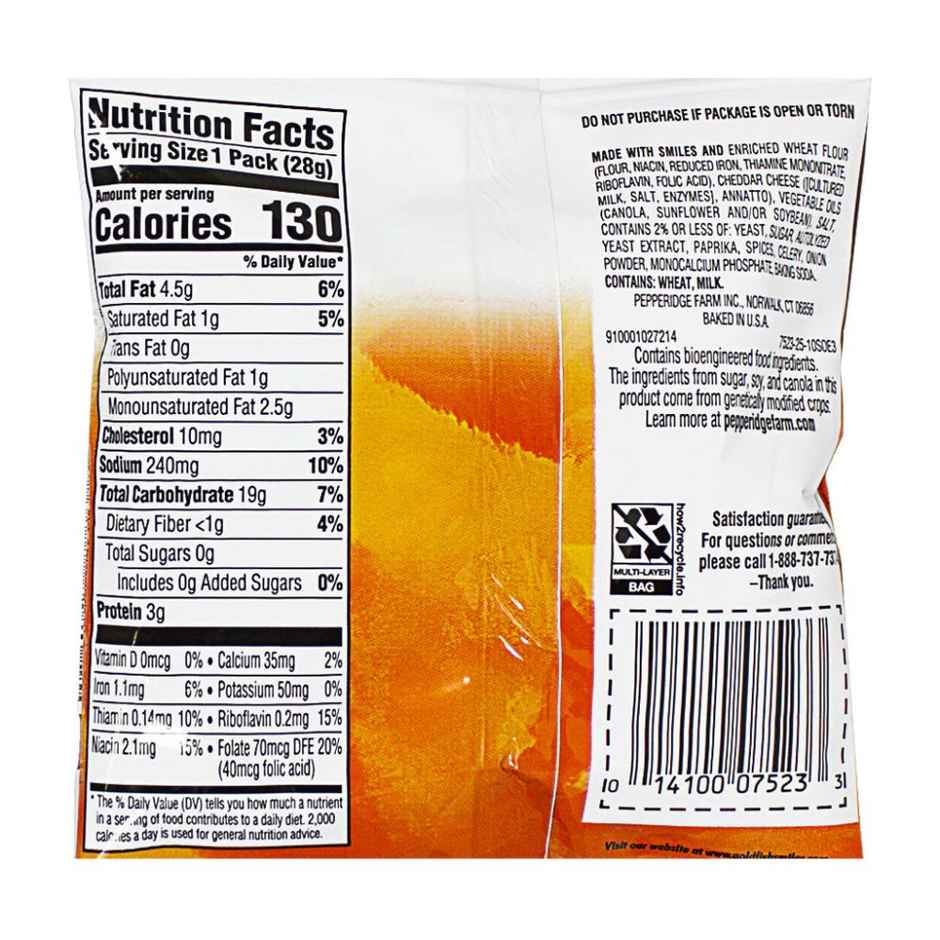 Nutrition Facts
Serving Size 1 Pack (28g)
Amount per serving
Calories 130
% Daily Value*
Total Fat 4.5g 6%
Saturated Fat 1g 5%
Trans Fat 0g
Polyunsaturated Fat 1g
Monounsaturated Fat 2.5g
Cholesterol 10mg 3%
Sodium 240mg 10%
Total Carbohydrate 19g 7%
Dietary Fiber <1g 4%
Total Sugars 0g
Includes 0g Added Sugars 0%
Protein 3g
Vitamin D 0mcg 0% • Calcium 35mg 2%
Iron 1.1mg 6% • Potassium 50mg 0%
Thiamin 0.14mg 10% • Riboflavin 0.2mg 15%
Niacin 2.1mg 15% • Folate 70mcg DFE 20%
(40mcg folic acid)
* The % Daily Value (DV) tells you how much a nutrient
in a serving of food contributes to a daily diet. 2,000
calories a day is used for general nutrition advice.
DO NOT PURCHASE IF PACKAGE IS OPEN OR TORN
MADE WITH SMILES AND ENRICHED WHEAT FLOUR
(FLOUR, NIACIN, REDUCED IRON, THIAMINE MONONITRATE,
RIBOFLAVIN, FOLIC ACID), CHEDDAR CHEESE ([CULTURED
MILK, SALT, ENZYMES], ANNATTO), VEGETABLE OILS
(CANOLA, SUNFLOWER AND/OR SOYBEAN), SALT,
CONTAINS 2% OR LESS OF: YEAST, SUGAR, AUTOLYZED
YEAST EXTRACT, PAPRIKA, SPICES, CELERY, ONION
POWDER, MONOCALCIUM PHOSPHATE, BAKING SODA.
CONTAINS: WHEAT, MILK.
PEPPERIDGE FARM INC., NORWALK, CT 06856
BAKED IN U.S.A.
910001027214 7523-25-10SOE3
Contains bioengineered food ingredients.
The ingredients from sugar, soy, and canola in this
product come from genetically modified crops.
Learn more at pepperidgefarm.com
how2recycle.info
MULTI-LAYER
BAG
Satisfaction guarante
For questions or commen
please call 1-888-737-73
–Thank you.
0 14100 07523 3
Visit our website at